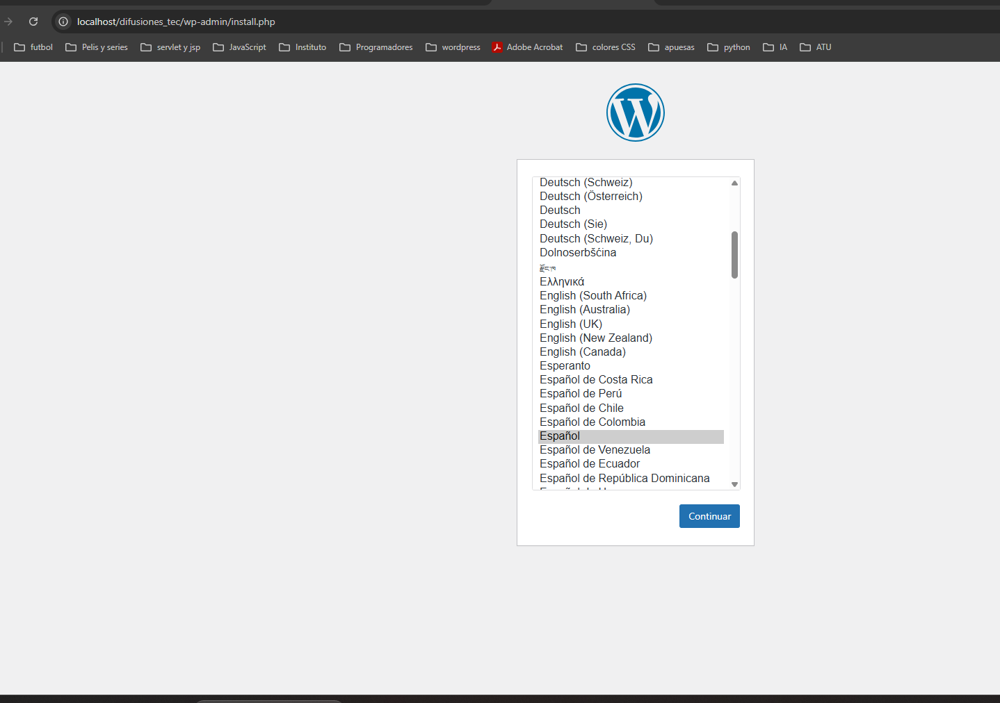 localhost/difusiones_tec/wp-admin/install.php
futbol Pelis y series servlet y jsp JavaScript Instituto Programadores wordpress Adobe Acrobat colores CSS apuesas python IA ATU
Deutsch (Schweiz)
Deutsch (Österreich)
Deutsch
Deutsch (Sie)
Deutsch (Schweiz, Du)
Dolnoserbšćina
རྫོང་ཁ
Ελληνικά
English (South Africa)
English (Australia)
English (UK)
English (New Zealand)
English (Canada)
Esperanto
Español de Costa Rica
Español de Perú
Español de Chile
Español de Colombia
Español
Español de Venezuela
Español de Ecuador
Español de República Dominicana
Continuar